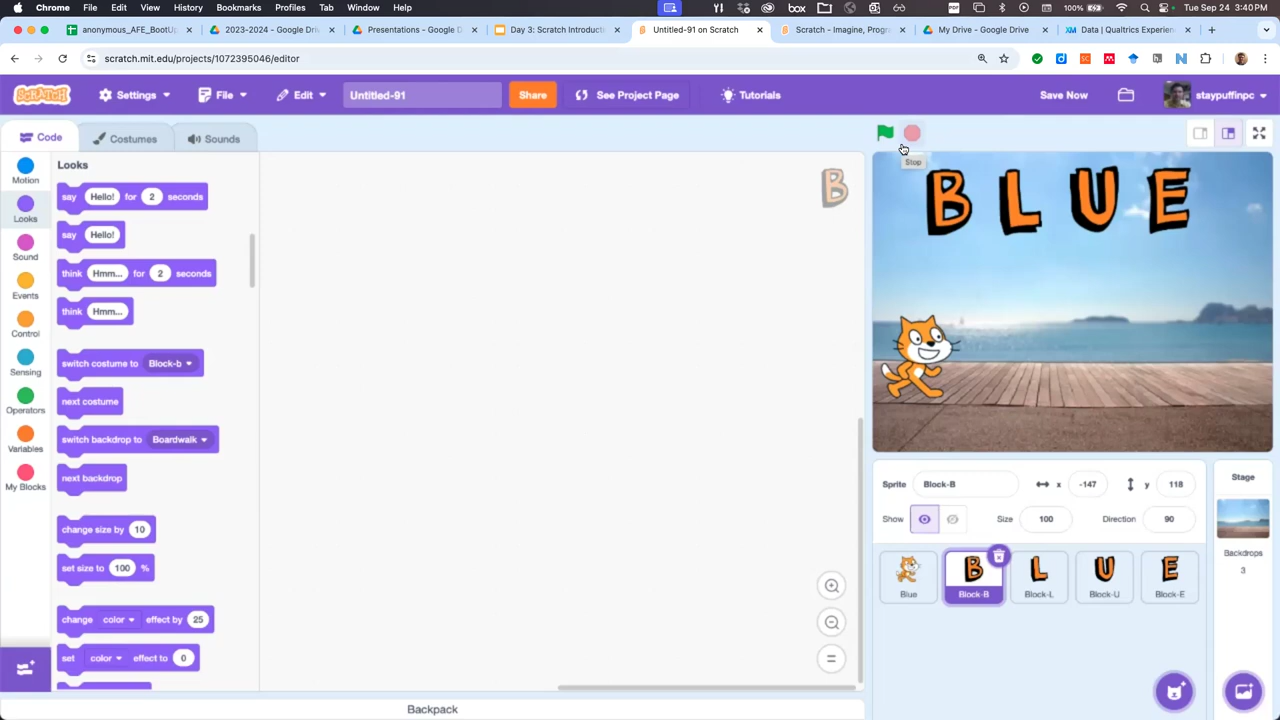 Chrome File Edit View History Bookmarks Profiles Tab Window Help
100% Tue Sep 2 3:40 PM
anonymous_AFE_BootU
2023-2024 - Google Driv
Presentations - Google D
Day 3: Scratch Introducti
Untitled-91 on Scratch
Scratch - Imagine, Progra
My Drive - Google Drive
Data | Qualtrics Experien
scratch.mit.edu/projects/1072395046/editor
SCRATCH
Settings
File
Edit
Untitled-91
Share
See Project Page
Tutorials
Save Now
staypuffinpc
Code
Costumes
Sounds
Stop
Motion
Looks
Sound
Events
Control
Sensing
Operators
Variables
My Blocks
Looks
say Hello! for 2 seconds
say Hello!
think Hmm... for 2 seconds
think Hmm...
switch costume to Block-b
next costume
switch backdrop to Boardwalk
next backdrop
change size by 10
set size to 100 %
change color effect by 25
set color effect to 0
B
B L U E
Sprite Block-B x -147 y 118
Show Size 100 Direction 90
Blue
B Block-B
L Block-L
U Block-U
E Block-E
Stage
Backdrops
3
Backpack